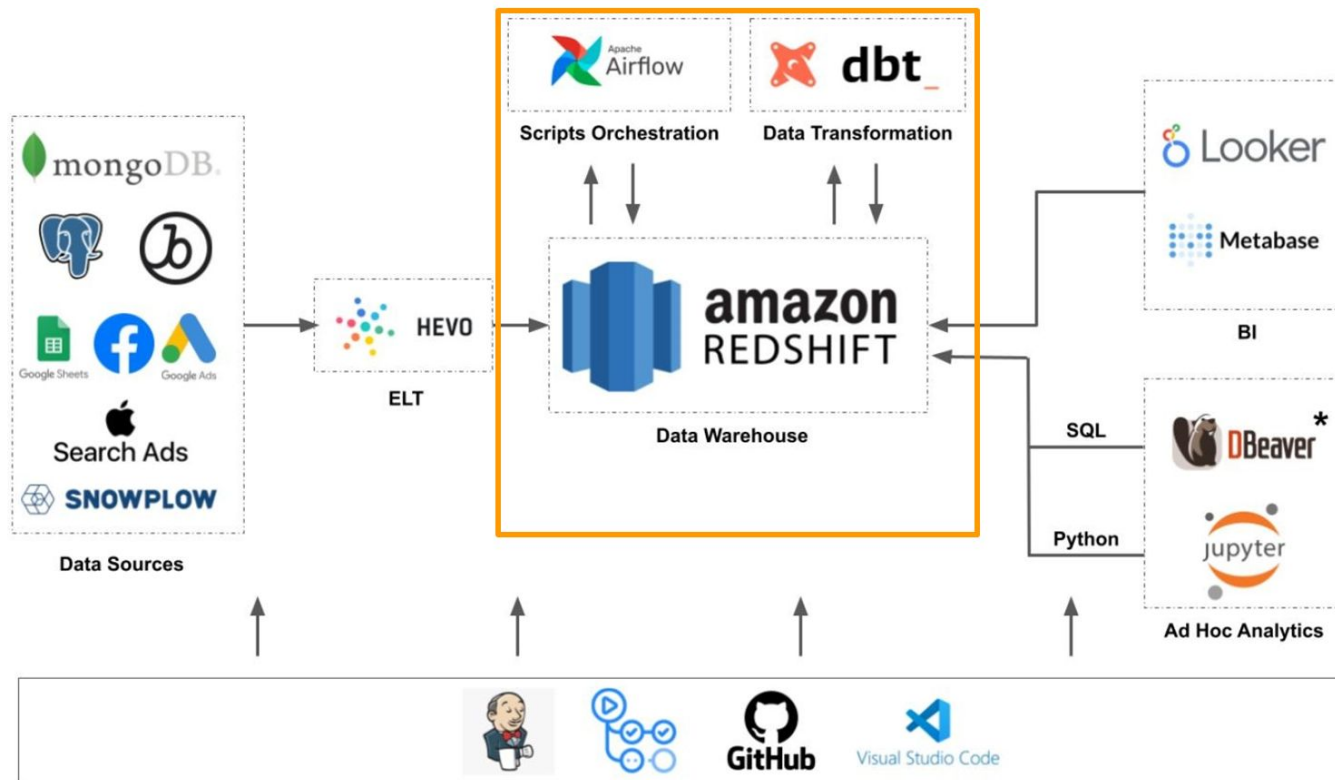 Apache
Airflow
dbt_
Scripts Orchestration
Data Transformation
mongoDB.
Google Sheets
Google Ads
Search Ads
SNOWPLOW
Data Sources
HEVO
ELT
amazon
REDSHIFT
Data Warehouse
Looker
Metabase
BI
SQL
DBeaver*
Python
jupyter
Ad Hoc Analytics
GitHub
Visual Studio Code